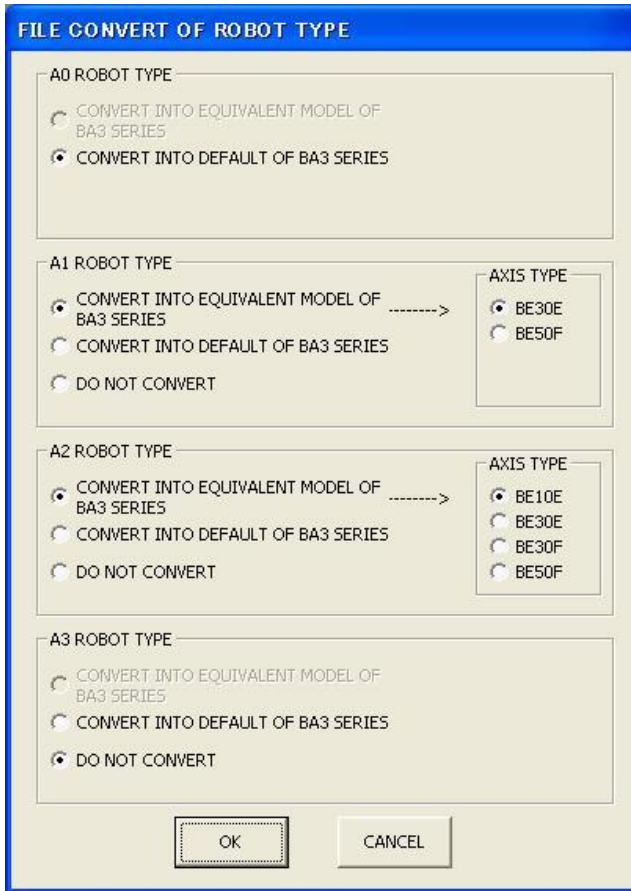 FILE CONVERT OF ROBOT TYPE
A0 ROBOT TYPE
CONVERT INTO EQUIVALENT MODEL OF
BA3 SERIES
CONVERT INTO DEFAULT OF BA3 SERIES
A1 ROBOT TYPE
CONVERT INTO EQUIVALENT MODEL OF
BA3 SERIES
-------->
CONVERT INTO DEFAULT OF BA3 SERIES
DO NOT CONVERT
AXIS TYPE
BE30E
BE50F
A2 ROBOT TYPE
CONVERT INTO EQUIVALENT MODEL OF
BA3 SERIES
-------->
CONVERT INTO DEFAULT OF BA3 SERIES
DO NOT CONVERT
AXIS TYPE
BE10E
BE30E
BE30F
BE50F
A3 ROBOT TYPE
CONVERT INTO EQUIVALENT MODEL OF
BA3 SERIES
CONVERT INTO DEFAULT OF BA3 SERIES
DO NOT CONVERT
OK
CANCEL